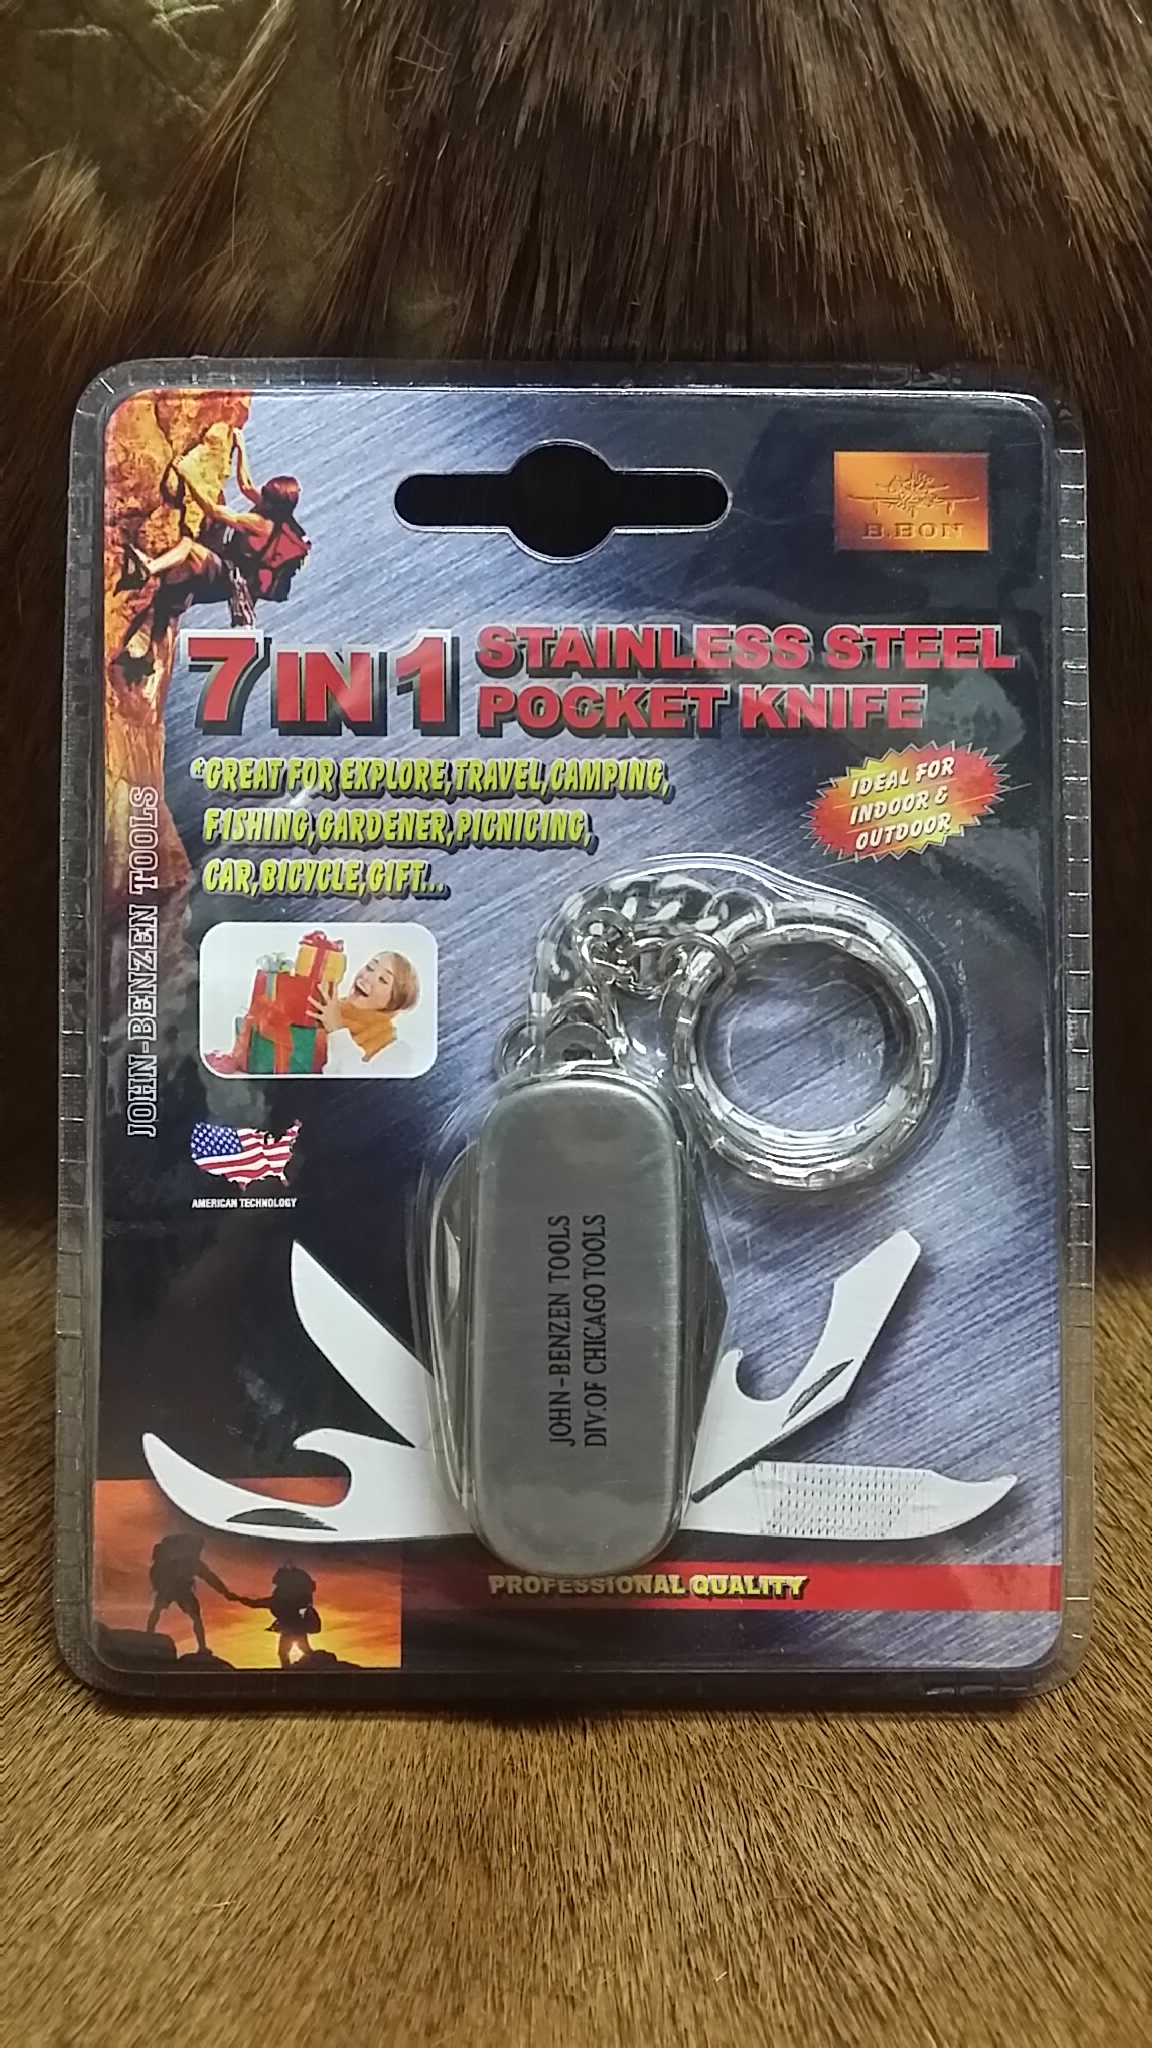 B.BON
7 IN 1 STAINLESS STEEL
POCKET KNIFE
*GREAT FOR EXPLORE,TRAVEL,CAMPING,
FISHING,GARDENER,PICNICING,
CAR,BICYCLE,GIFT...
IDEAL FOR
INDOOR &
OUTDOOR
JOHN-BENZEN TOOLS
AMERICAN TECHNOLOGY
JOHN-BENZEN TOOLS
DIV.OF CHICAGO TOOLS
PROFESSIONAL QUALITY